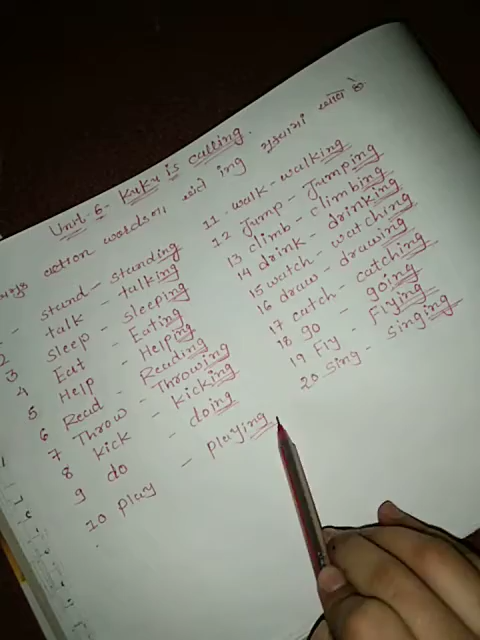 Unit-6- Kuku is calling.
action words ing
1 - stand - standing
2 talk - talking
3 sleep - sleeping
4 Eat - Eating
5 Help - Helping
6 Read - Reading
7 Throw - Throwing
8 kick - kicking
9 do - doing
10 play - playing
11. walk - walking
12 Jump - Jumping
13 climb - climbing
14 drink - drinking
15 watch - watching
16 draw - drawing
17 catch - catching
18 go - going
19 Fly - Flying
20 Sing - singing